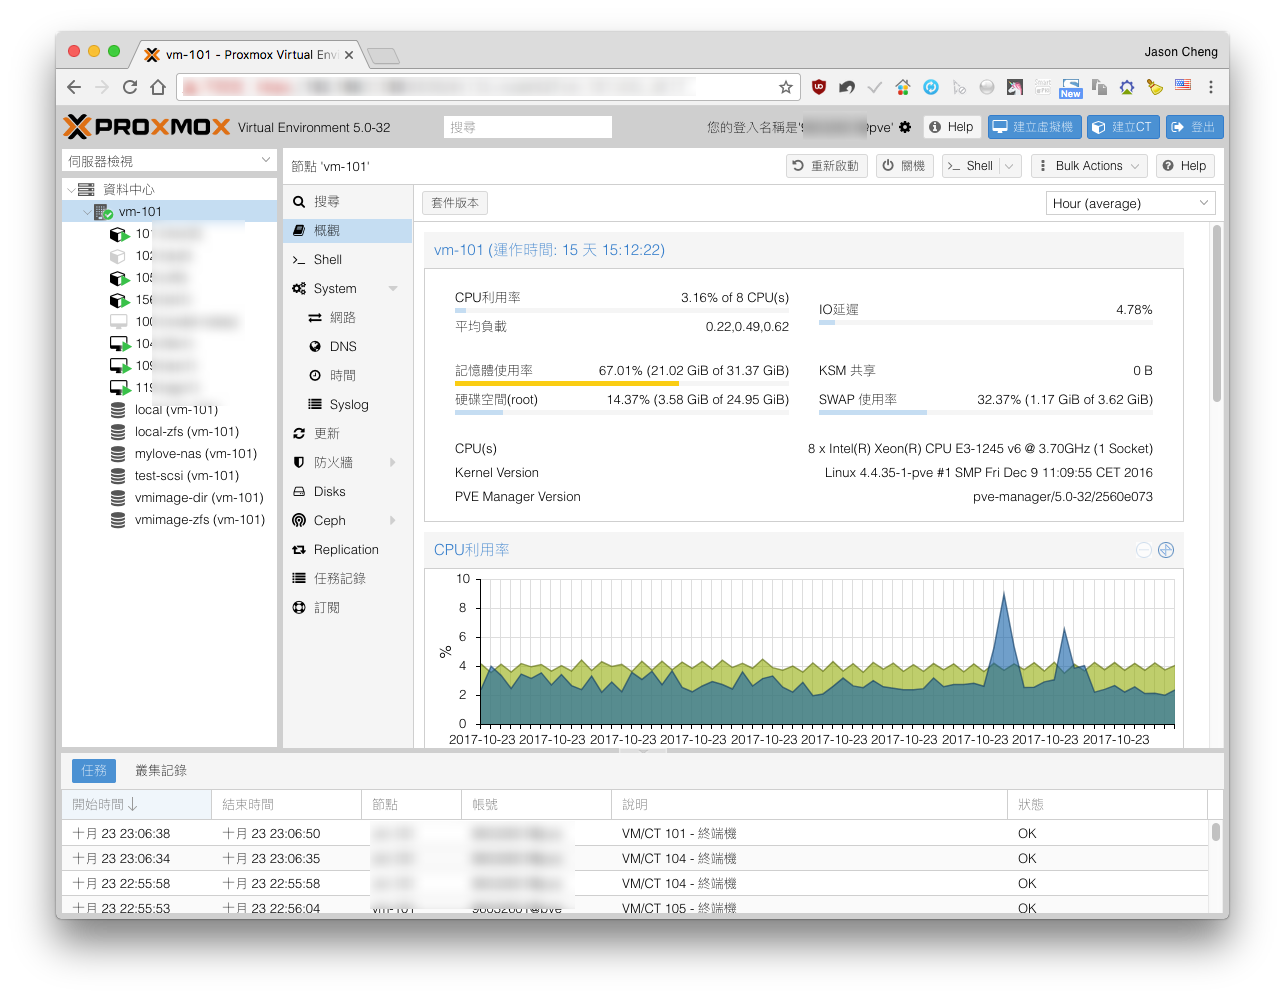 vm-101 - Proxmox Virtual Envi
Jason Cheng
New
PROXMOX Virtual Environment 5.0-32
搜尋
您的登入名稱是'9 @pve'
Help
建立虛擬機
建立CT
登出
伺服器檢視
節點 'vm-101'
重新啟動
關機
>_ Shell
Bulk Actions
Help
資料中心
vm-101
101
102
105
156
100
104
109
119
local (vm-101)
local-zfs (vm-101)
mylove-nas (vm-101)
test-scsi (vm-101)
vmimage-dir (vm-101)
vmimage-zfs (vm-101)
搜尋
概觀
>_ Shell
System
網路
DNS
時間
Syslog
更新
防火牆
Disks
Ceph
Replication
任務記錄
訂閱
套件版本
Hour (average)
vm-101 (運作時間: 15 天 15:12:22)
CPU利用率 3.16% of 8 CPU(s)
平均負載 0.22,0.49,0.62
IO延遲 4.78%
記憶體使用率 67.01% (21.02 GiB of 31.37 GiB)
KSM 共享 0 B
硬碟空間(root) 14.37% (3.58 GiB of 24.95 GiB)
SWAP 使用率 32.37% (1.17 GiB of 3.62 GiB)
CPU(s) 8 x Intel(R) Xeon(R) CPU E3-1245 v6 @ 3.70GHz (1 Socket)
Kernel Version Linux 4.4.35-1-pve #1 SMP Fri Dec 9 11:09:55 CET 2016
PVE Manager Version pve-manager/5.0-32/2560e073
CPU利用率
10
8
6
4
2
0
%
2017-10-23 2017-10-23 2017-10-23 2017-10-23 2017-10-23 2017-10-23 2017-10-23 2017-10-23 2017-10-23 2017-10-23
任務 叢集記錄
開始時間 結束時間 節點 帳號 說明 狀態
十月 23 23:06:38 十月 23 23:06:50 VM/CT 101 - 終端機 OK
十月 23 23:06:34 十月 23 23:06:35 VM/CT 104 - 終端機 OK
十月 23 22:55:58 十月 23 22:55:58 VM/CT 104 - 終端機 OK
十月 23 22:55:53 十月 23 22:56:04 vm-101 VM/CT 105 - 終端機 OK